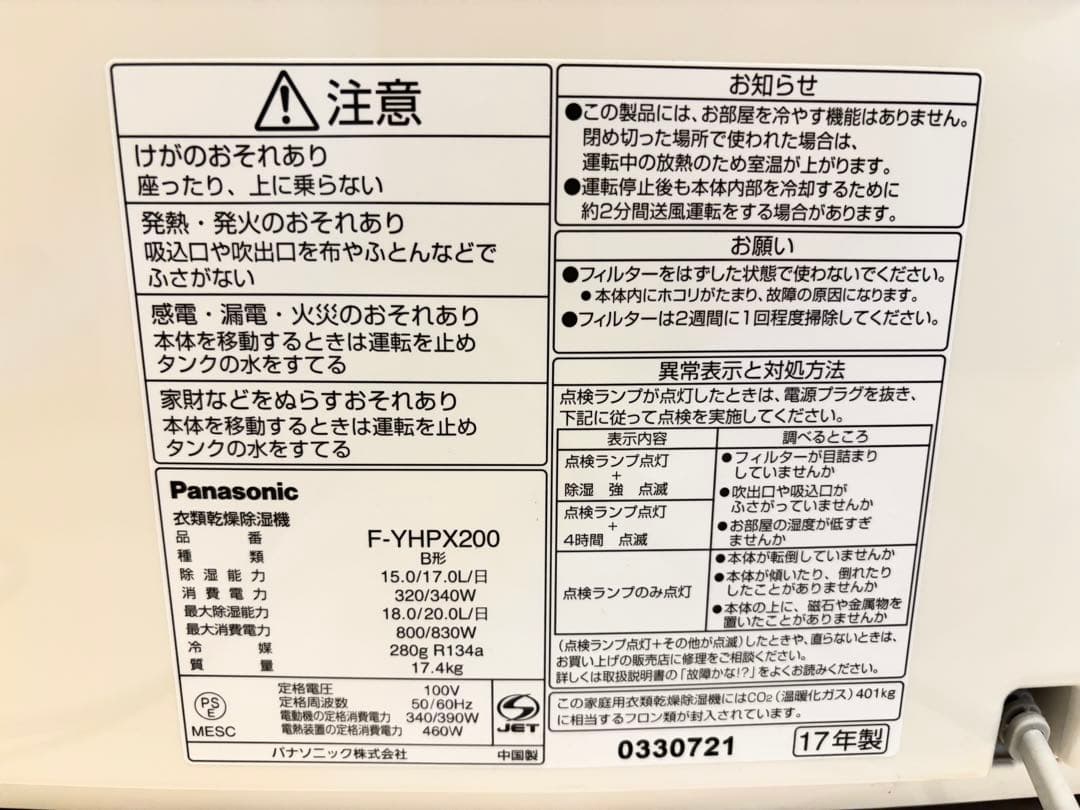 注意
けがのおそれあり
座ったり、上に乗らない
発熱・発火のおそれあり
吸込口や吹出口を布やふとんなどで
ふさがない
感電・漏電・火災のおそれあり
本体を移動するときは運転を止め
タンクの水をすてる
家財などをぬらすおそれあり
本体を移動するときは運転を止め
タンクの水をすてる
Panasonic
衣類乾燥除湿機
品番 F-YHPX200
種類 B形
除湿能力 15.0/17.0L/日
消費電力 320/340W
最大除湿能力 18.0/20.0L/日
最大消費電力 800/830W
冷媒 280g R134a
質量 17.4kg
PS
E
MESC
定格電圧 100V
定格周波数 50/60Hz
電動機の定格消費電力 340/390W
電熱装置の定格消費電力 460W
JET
パナソニック株式会社 中国製
お知らせ
●この製品には、お部屋を冷やす機能はありません。
閉め切った場所で使われた場合は、
運転中の放熱のため室温が上がります。
●運転停止後も本体内部を冷却するために
約2分間送風運転をする場合があります。
お願い
●フィルターをはずした状態で使わないでください。
●本体内にホコリがたまり、故障の原因になります。
●フィルターは2週間に1回程度掃除してください。
異常表示と対処方法
点検ランプが点灯したときは、電源プラグを抜き、
下記に従って点検を実施してください。
表示内容 調べるところ
点検ランプ点灯
+
除湿 強 点滅
点検ランプ点灯
+
4時間 点滅
●フィルターが目詰まり
していませんか
●吹出口や吸込口が
ふさがっていませんか
●お部屋の湿度が低すぎ
ませんか
点検ランプのみ点灯
●本体が転倒していませんか
●本体が傾いたり、倒れたり
したことがありませんか
●本体の上に、磁石や金属物を
置いたことがありませんか
(点検ランプ点灯+その他が点滅)したときや、直らないときは、
お買い上げの販売店に修理をご相談ください。
詳しくは取扱説明書の「故障かな!?」をよくお読みください。
この家庭用衣類乾燥除湿機にはCO2(温暖化ガス)401kg
に相当するフロン類が封入されています。
0330721 17年製